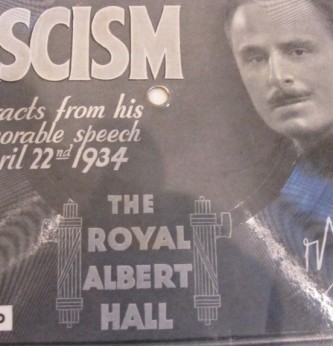 SCISM
racts from his
orable speech
ril 22nd 1934
THE
ROYAL
ALBERT
HALL